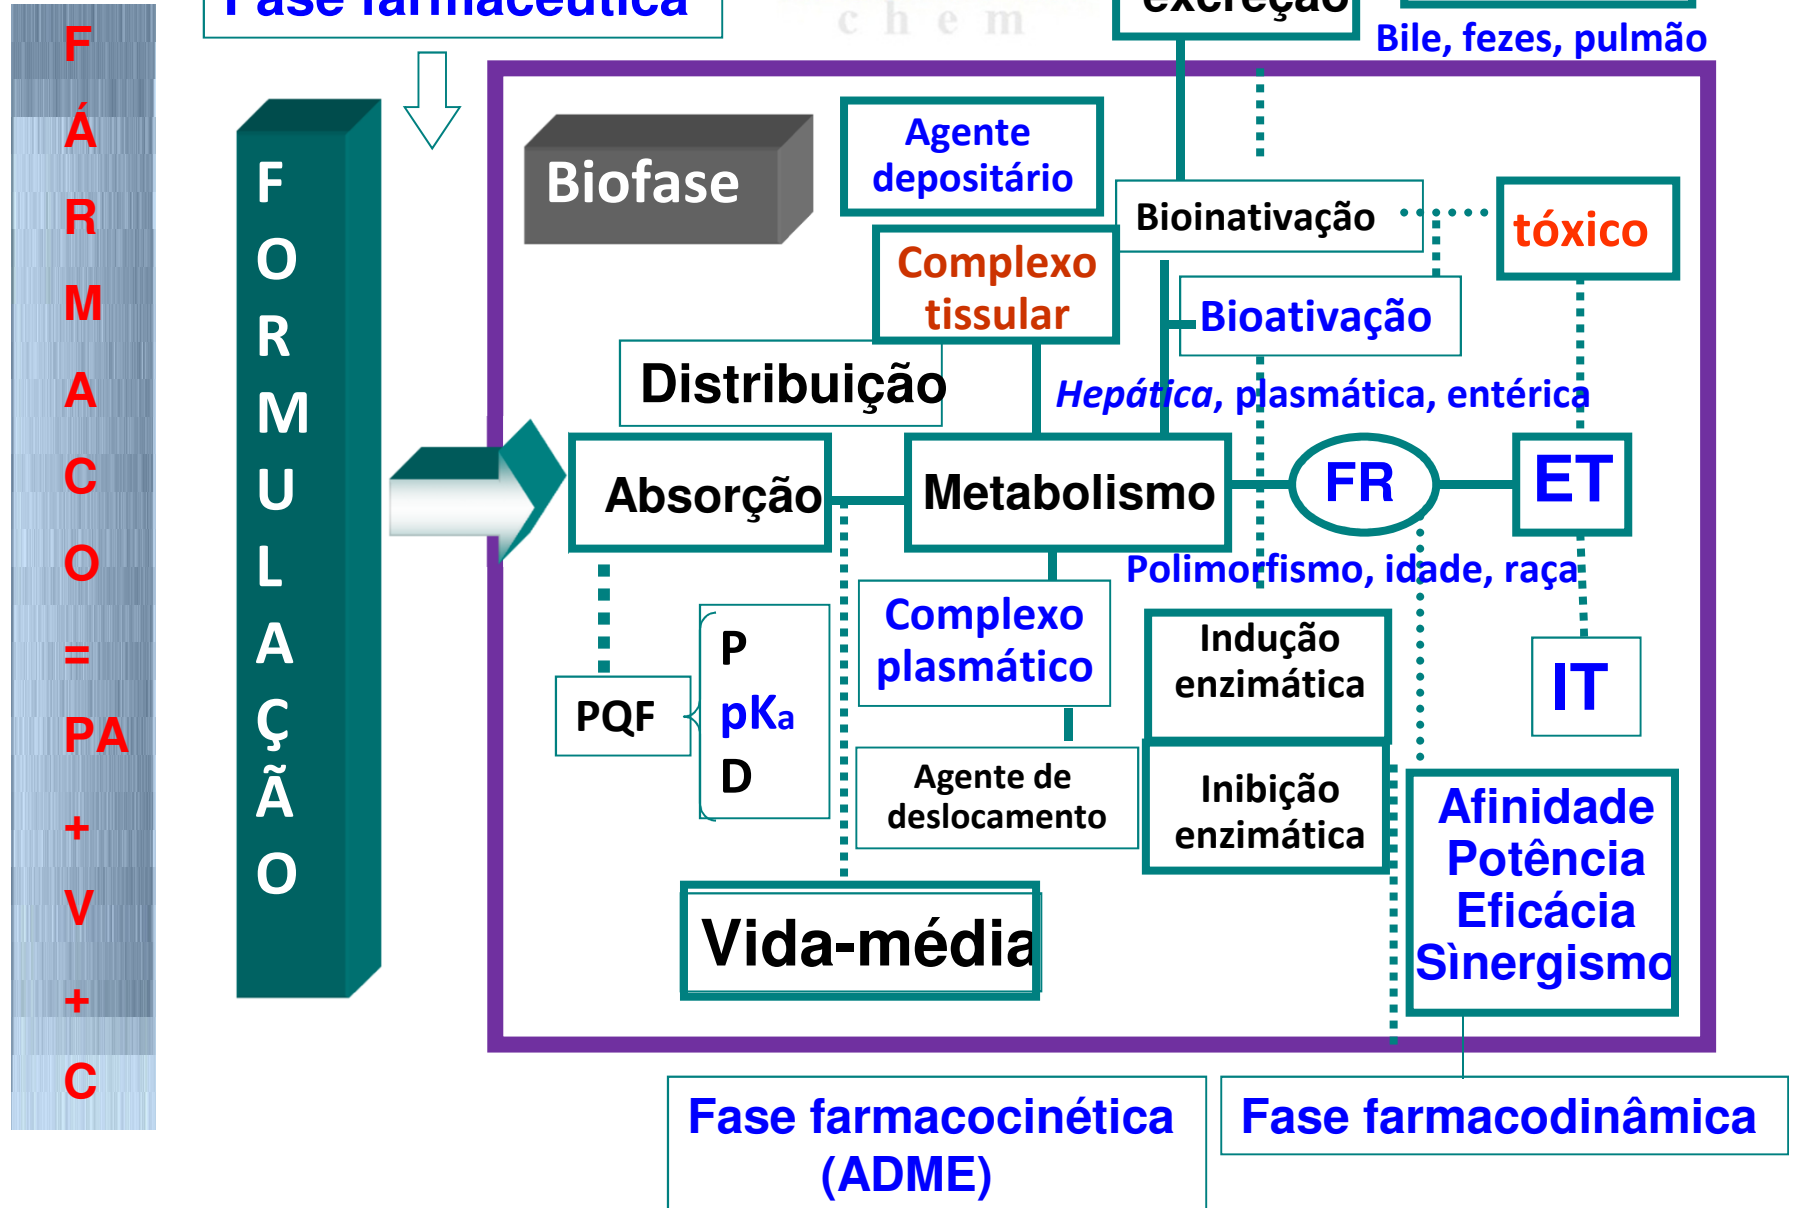 Fase farmacêutica
chem
excreção
Bile, fezes, pulmão
FÁRMACO = PA + V + C
FORMULAÇÃO
Biofase
Agente
depositário
Bioinativação
tóxico
Complexo
tissular
Bioativação
Distribuição
Hepática, plasmática, entérica
Absorção
Metabolismo
FR
ET
Polimorfismo, idade, raça
PQF
P
pKa
D
Complexo
plasmático
Indução
enzimática
IT
Agente de
deslocamento
Inibição
enzimática
Afinidade
Potência
Eficácia
Sìnergismo
Vida-média
Fase farmacocinética
(ADME)
Fase farmacodinâmica